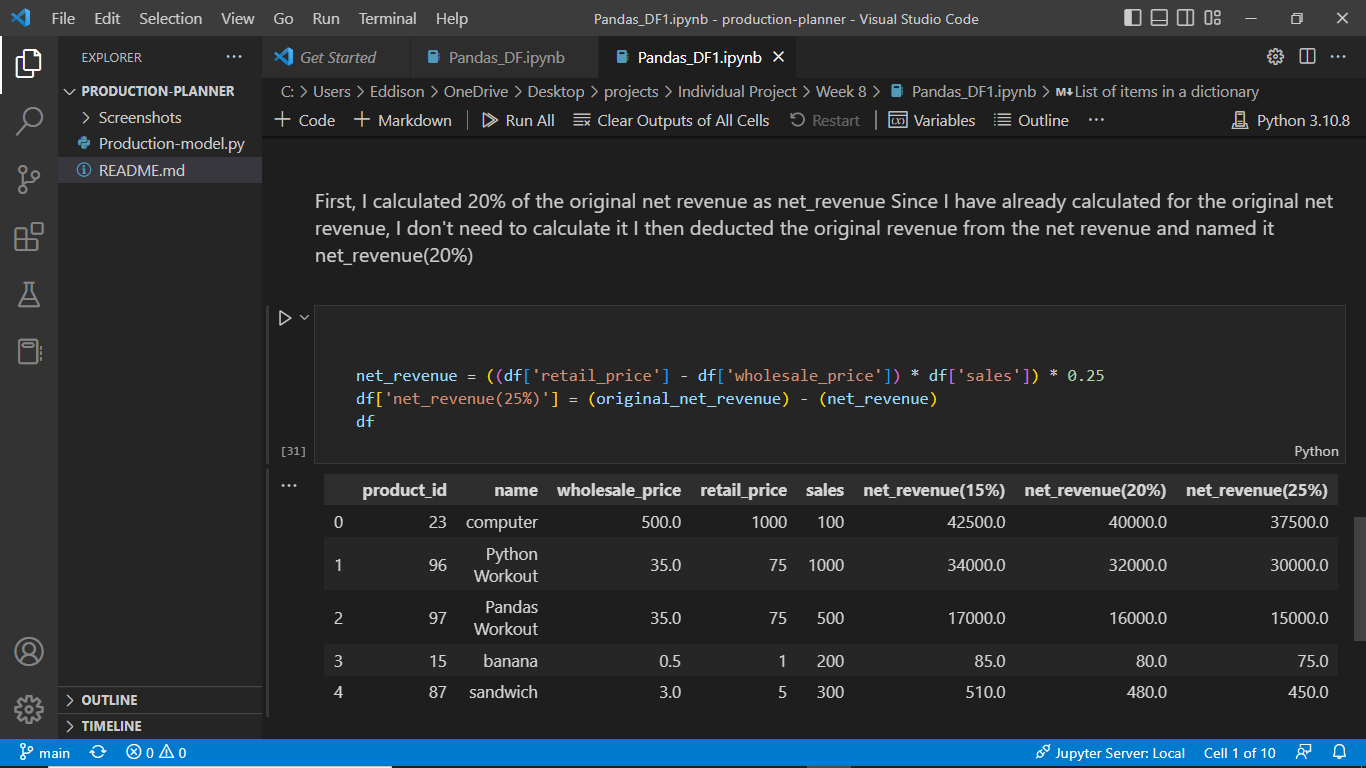 File Edit Selection View Go Run Terminal Help Pandas_DF1.ipynb - production-planner - Visual Studio Code
EXPLORER
Get Started Pandas_DF.ipynb Pandas_DF1.ipynb
PRODUCTION-PLANNER
Screenshots
Production-model.py
README.md
C: > Users > Eddison > OneDrive > Desktop > projects > Individual Project > Week 8 > Pandas_DF1.ipynb > M↓List of items in a dictionary
Code Markdown Run All Clear Outputs of All Cells Restart Variables Outline ... Python 3.10.8
First, I calculated 20% of the original net revenue as net_revenue Since I have already calculated for the original net
revenue, I don't need to calculate it I then deducted the original revenue from the net revenue and named it
net_revenue(20%)
net_revenue = ((df['retail_price'] - df['wholesale_price']) * df['sales']) * 0.25
df['net_revenue(25%)'] = (original_net_revenue) - (net_revenue)
df
[31] Python
product_id name wholesale_price retail_price sales net_revenue(15%) net_revenue(20%) net_revenue(25%)
0 23 computer 500.0 1000 100 42500.0 40000.0 37500.0
1 96 Python Workout 35.0 75 1000 34000.0 32000.0 30000.0
2 97 Pandas Workout 35.0 75 500 17000.0 16000.0 15000.0
3 15 banana 0.5 1 200 85.0 80.0 75.0
4 87 sandwich 3.0 5 300 510.0 480.0 450.0
OUTLINE
TIMELINE
main 0 0 Jupyter Server: Local Cell 1 of 10